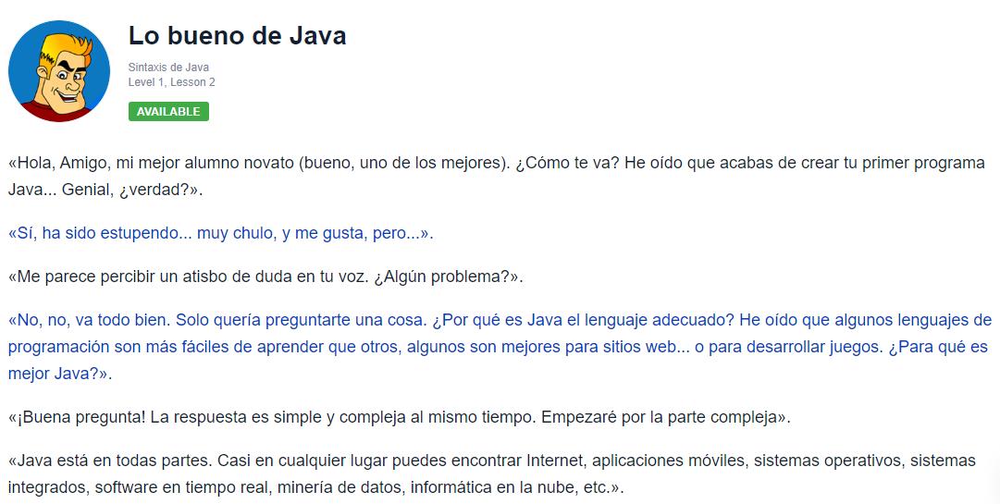 Lo bueno de Java
Sintaxis de Java
Level 1, Lesson 2
AVAILABLE
«Hola, Amigo, mi mejor alumno novato (bueno, uno de los mejores). ¿Cómo te va? He oído que acabas de crear tu primer programa
Java... Genial, ¿verdad?».
«Sí, ha sido estupendo... muy chulo, y me gusta, pero...».
«Me parece percibir un atisbo de duda en tu voz. ¿Algún problema?».
«No, no, va todo bien. Solo quería preguntarte una cosa. ¿Por qué es Java el lenguaje adecuado? He oído que algunos lenguajes de
programación son más fáciles de aprender que otros, algunos son mejores para sitios web... o para desarrollar juegos. ¿Para qué es
mejor Java?».
«¡Buena pregunta! La respuesta es simple y compleja al mismo tiempo. Empezaré por la parte compleja».
«Java está en todas partes. Casi en cualquier lugar puedes encontrar Internet, aplicaciones móviles, sistemas operativos, sistemas
integrados, software en tiempo real, minería de datos, informática en la nube, etc.».